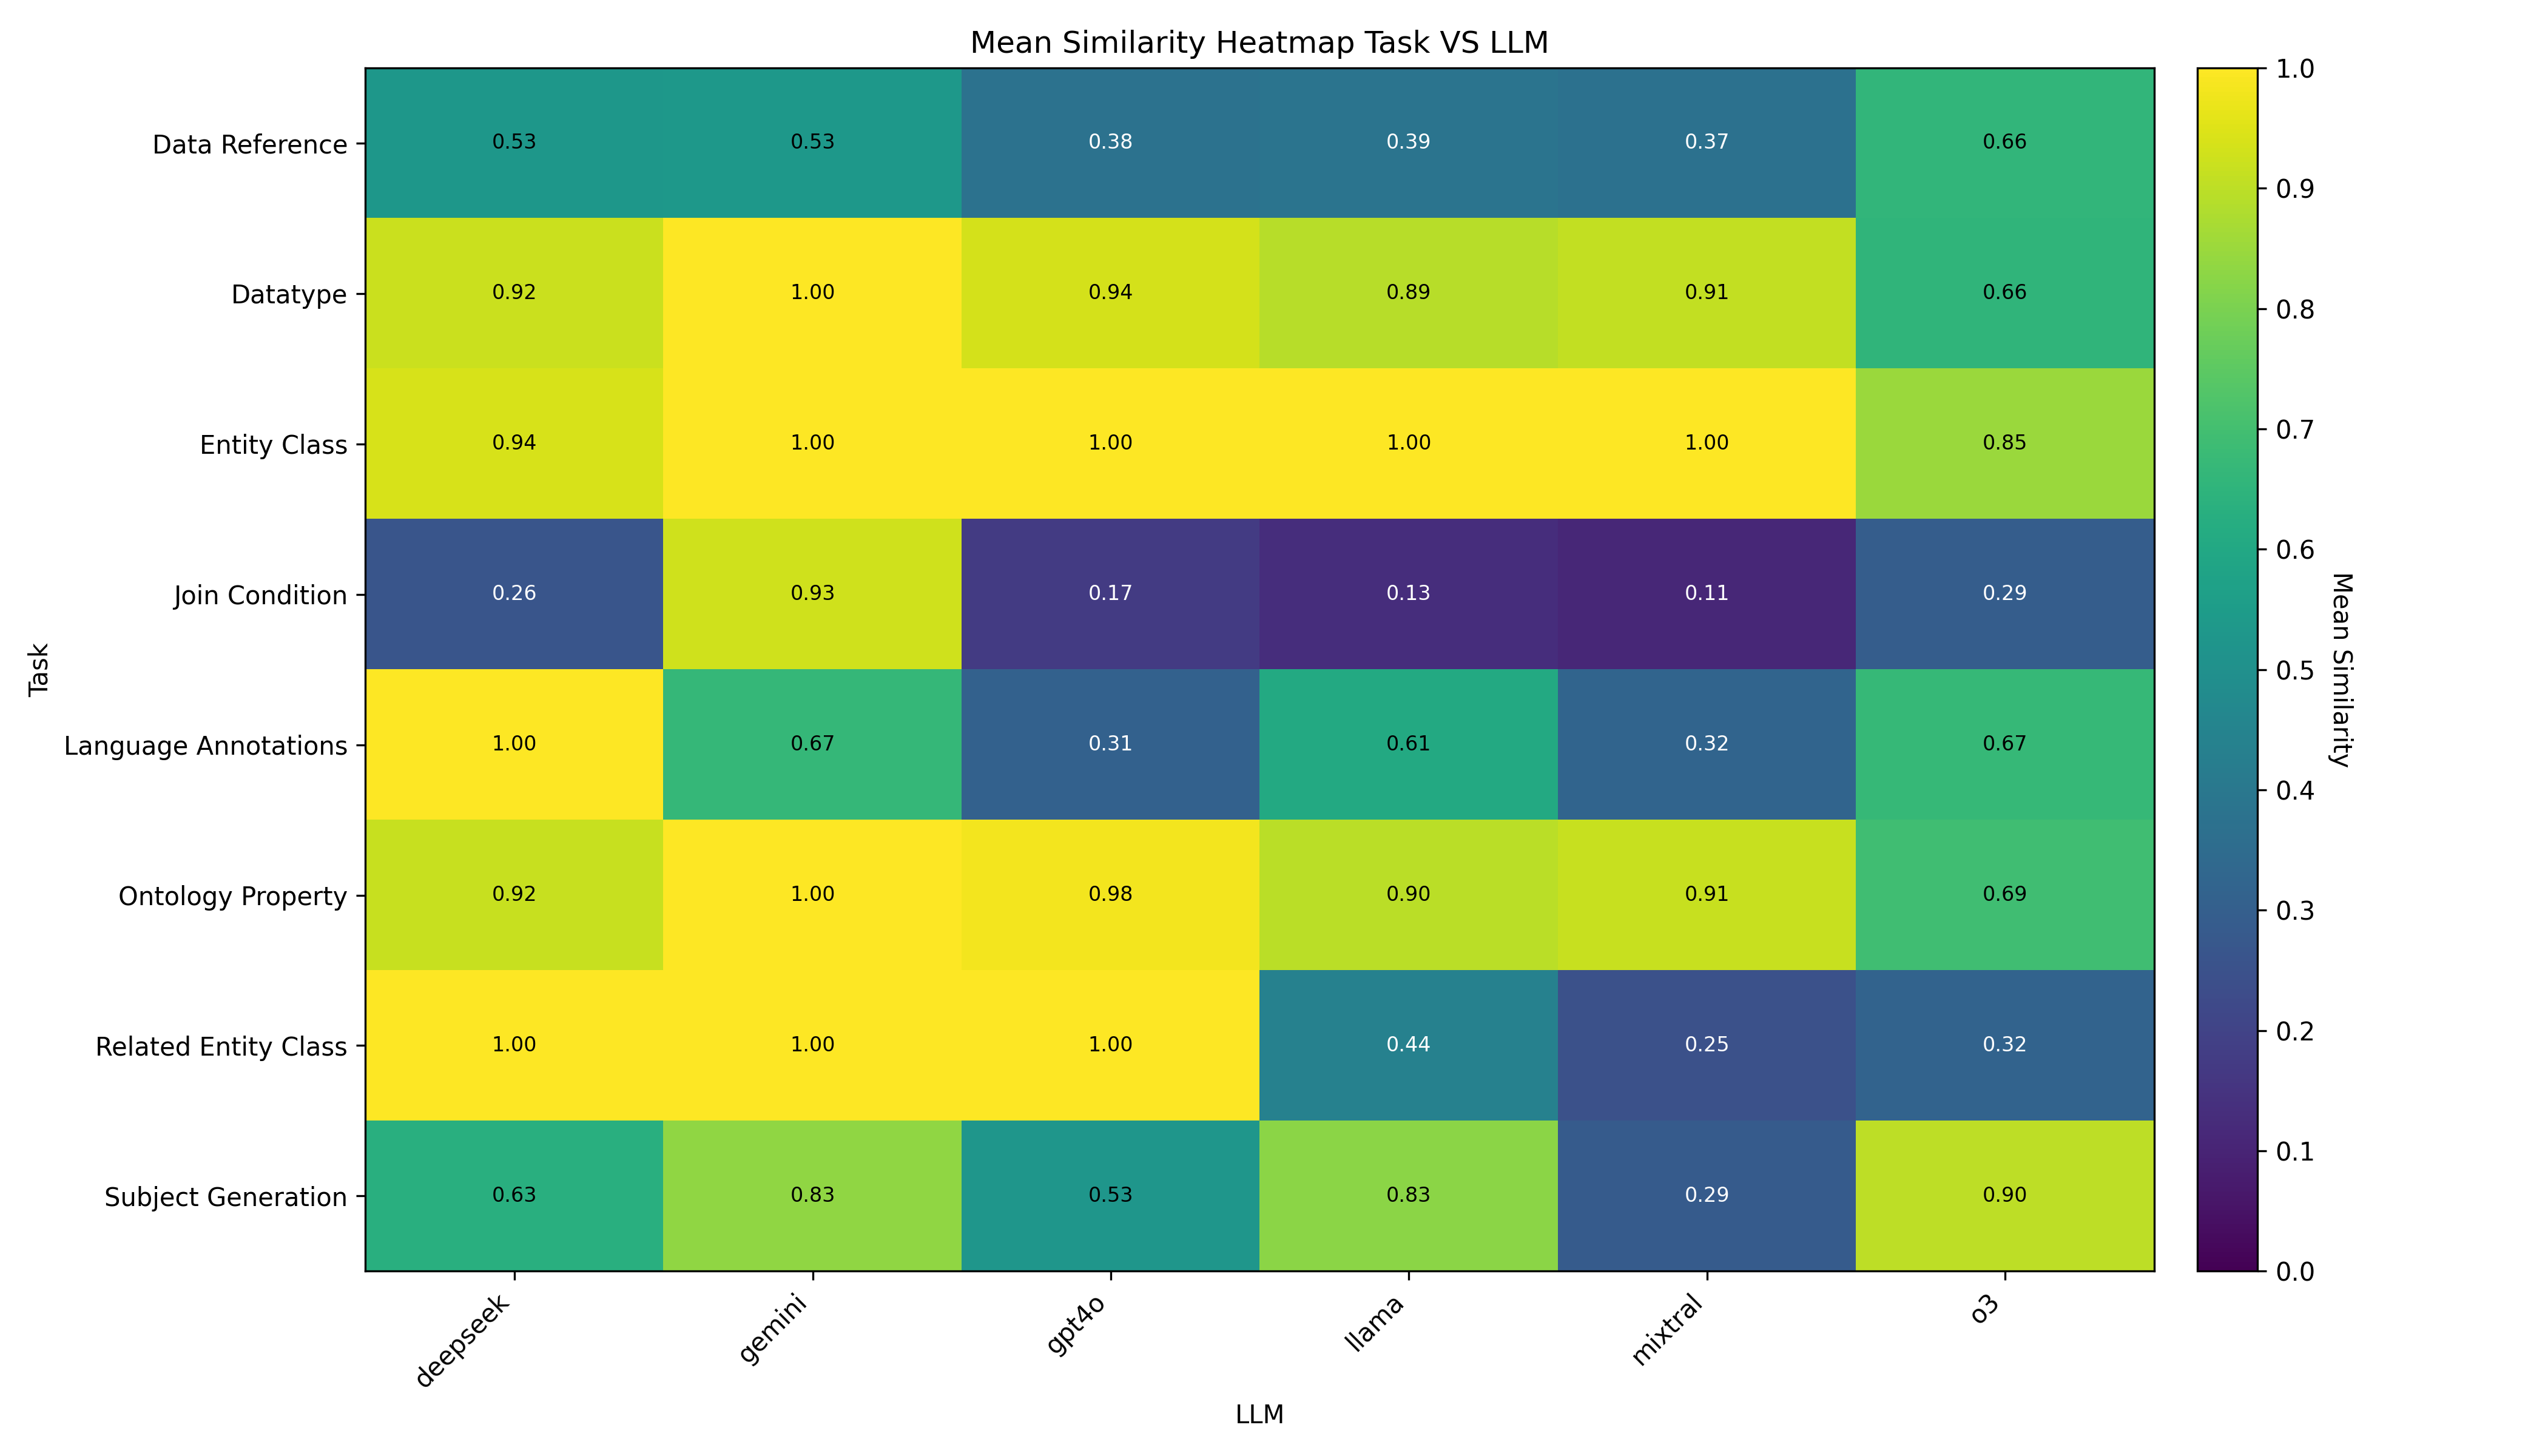 Mean Similarity Heatmap Task VS LLM
Data Reference 0.53 0.53 0.38 0.39 0.37 0.66
Datatype 0.92 1.00 0.94 0.89 0.91 0.66
Entity Class 0.94 1.00 1.00 1.00 1.00 0.85
Join Condition 0.26 0.93 0.17 0.13 0.11 0.29
Language Annotations 1.00 0.67 0.31 0.61 0.32 0.67
Ontology Property 0.92 1.00 0.98 0.90 0.91 0.69
Related Entity Class 1.00 1.00 1.00 0.44 0.25 0.32
Subject Generation 0.63 0.83 0.53 0.83 0.29 0.90
Task
deepseek gemini gpt4o llama mixtral o3
LLM
1.0
0.9
0.8
0.7
0.6
0.5
0.4
0.3
0.2
0.1
0.0
Mean Similarity